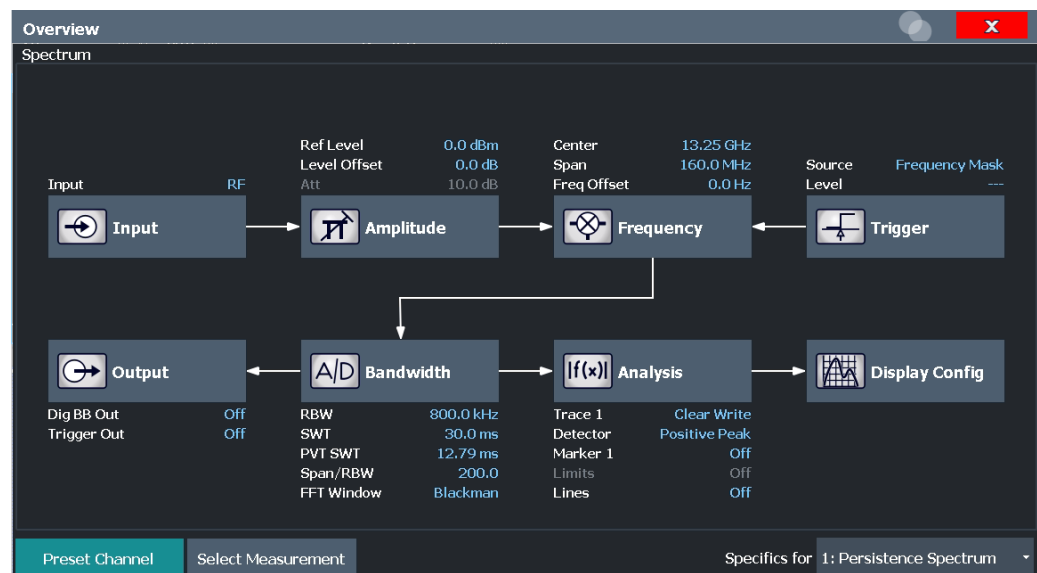 Overview
X
Spectrum
Ref Level 0.0 dBm
Level Offset 0.0 dB
Att 10.0 dB
Center 13.25 GHz
Span 160.0 MHz
Freq Offset 0.0 Hz
Source Frequency Mask
Level ---
Input RF
Input
Amplitude
Frequency
Trigger
Output
A/D Bandwidth
|f(x)| Analysis
Display Config
Dig BB Out Off
Trigger Out Off
RBW 800.0 kHz
SWT 30.0 ms
PVT SWT 12.79 ms
Span/RBW 200.0
FFT Window Blackman
Trace 1 Clear Write
Detector Positive Peak
Marker 1 Off
Limits Off
Lines Off
Preset Channel
Select Measurement
Specifics for 1: Persistence Spectrum